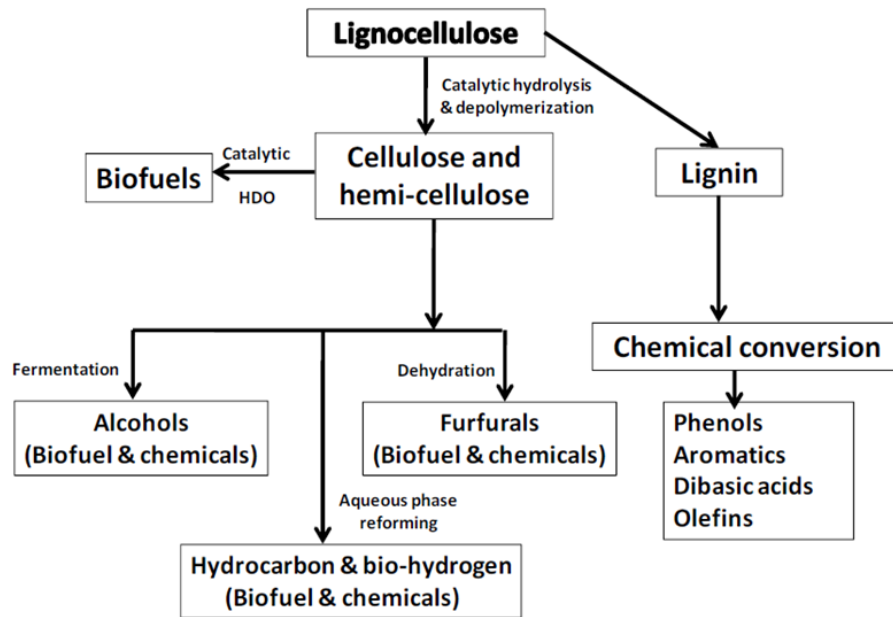 Lignocellulose
Catalytic hydrolysis
& depolymerization
Catalytic
HDO
Biofuels
Cellulose and
hemi-cellulose
Lignin
Chemical conversion
Fermentation
Dehydration
Alcohols
(Biofuel & chemicals)
Furfurals
(Biofuel & chemicals)
Phenols
Aromatics
Dibasic acids
Olefins
Aqueous phase
reforming
Hydrocarbon & bio-hydrogen
(Biofuel & chemicals)